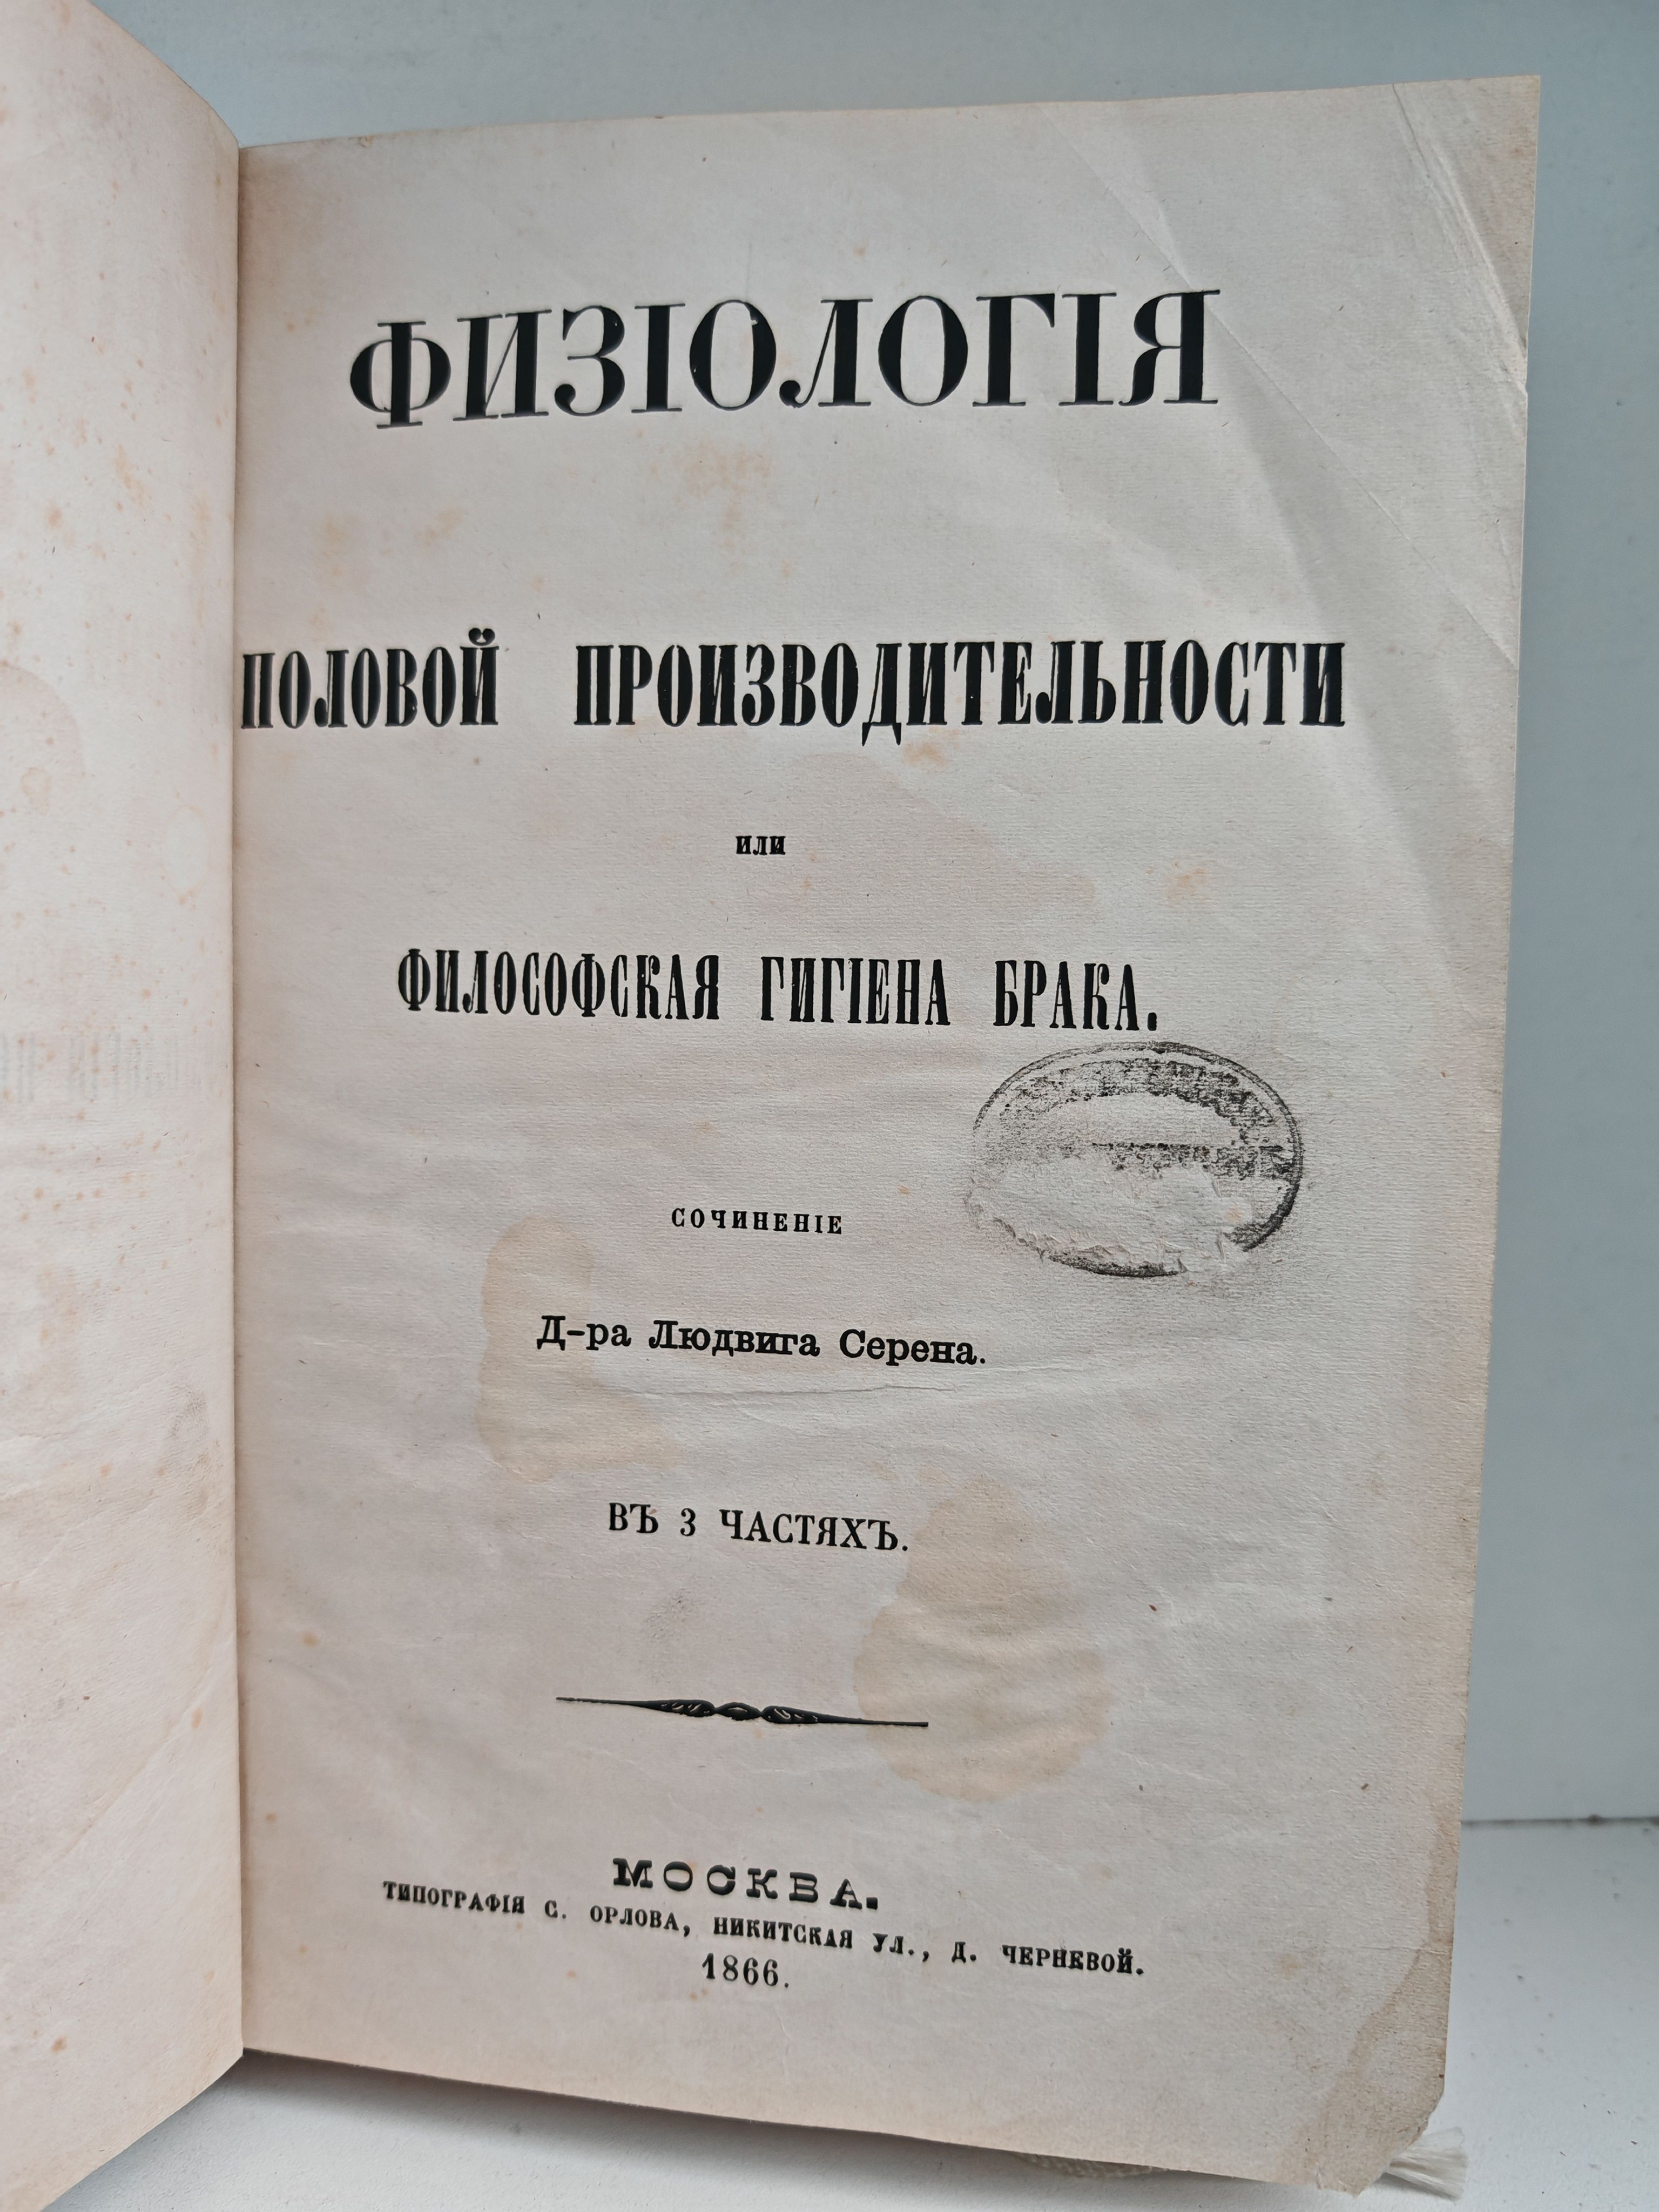 ФИЗІОЛОГІЯ
ПОЛОВОЙ ПРОИЗВОДИТЕЛЬНОСТИ
ИЛИ
ФИЛОСОФСКАЯ ГИГІЕНА БРАКА.
СОЧИНЕНІЕ
Д-ра Людвига Серена.
ВЪ 3 ЧАСТЯХЪ.
МОСКВА.
ТИПОГРАФІЯ С. ОРЛОВА, НИКИТСКАЯ УЛ., Д. ЧЕРНЕВОЙ.
1866.